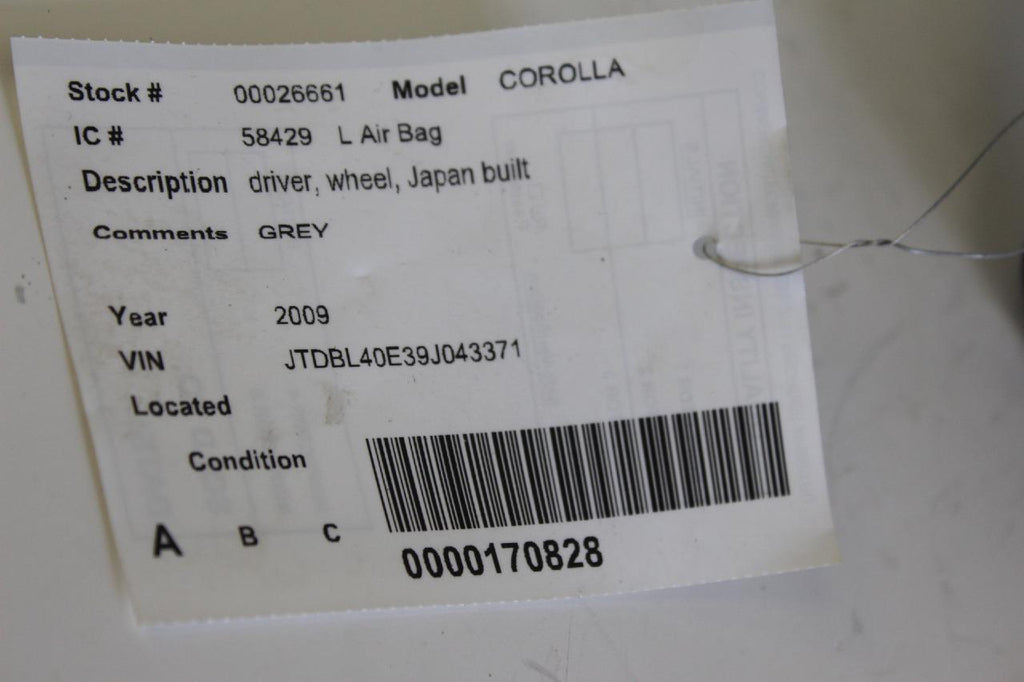 Stock # 00026661 Model COROLLA
IC # 58429 L Air Bag
Description driver, wheel, Japan built
Comments GREY
Year 2009
VIN JTDBL40E39J043371
Located
Condition
A B C
0000170828